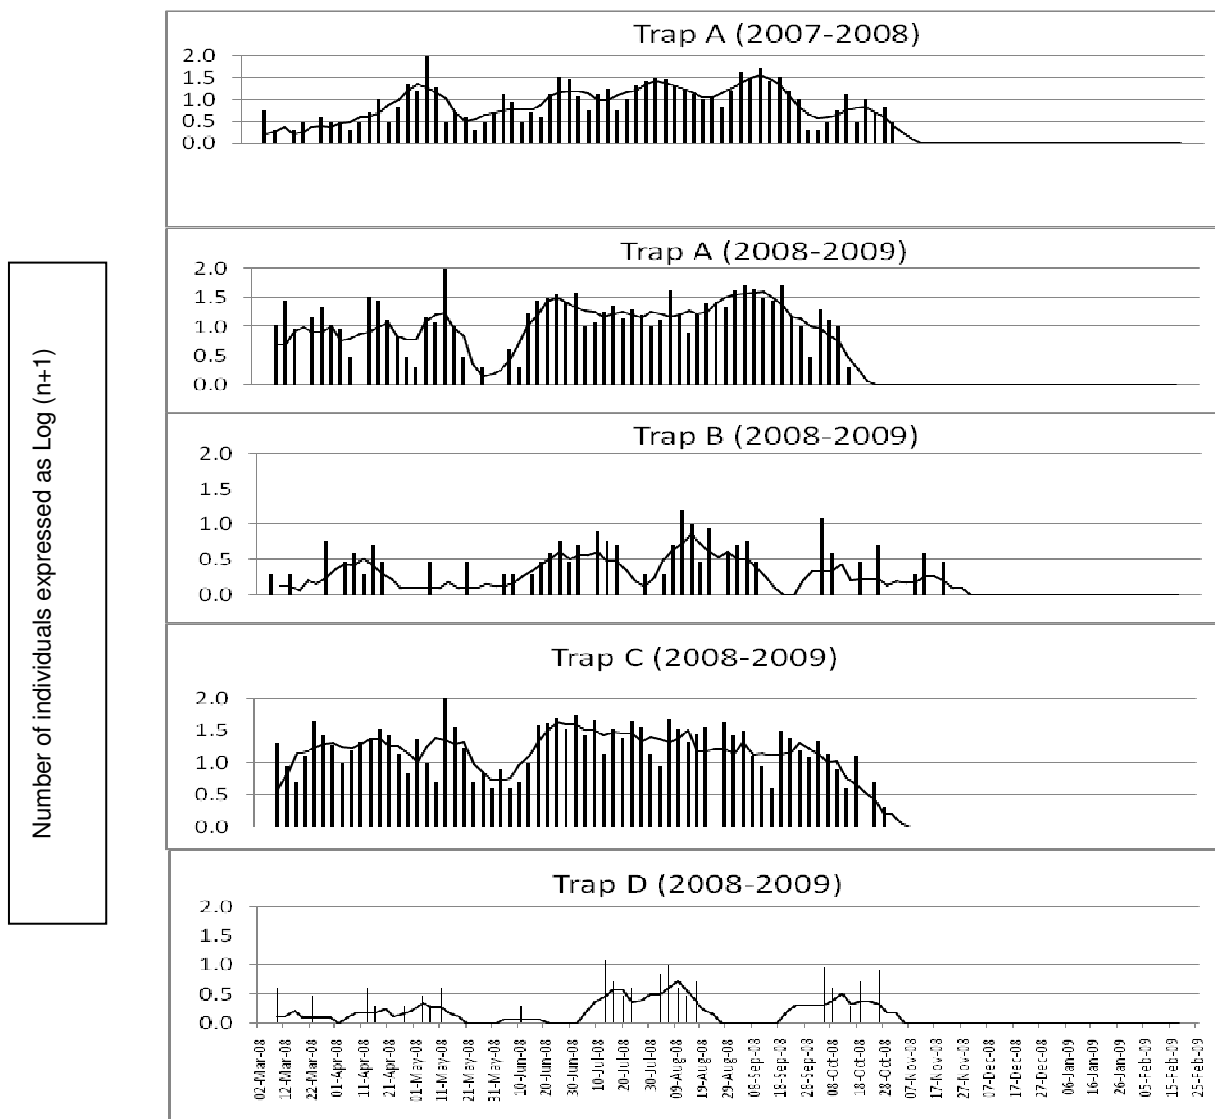 Number of individuals expressed as Log (n+1)
Trap A (2007-2008)
2.0
1.5
1.0
0.5
0.0
Trap A (2008-2009)
2.0
1.5
1.0
0.5
0.0
Trap B (2008-2009)
2.0
1.5
1.0
0.5
0.0
Trap C (2008-2009)
2.0
1.5
1.0
0.5
0.0
Trap D (2008-2009)
2.0
1.5
1.0
0.5
0.0
02-Mar-08
12-Mar-08
22-Mar-08
01-Apr-08
11-Apr-08
21-Apr-08
01-May-08
11-May-08
21-May-08
31-May-08
10-Jun-08
20-Jun-08
30-Jun-08
10-Jul-08
20-Jul-08
30-Jul-08
09-Aug-08
19-Aug-08
29-Aug-08
08-Sep-08
18-Sep-08
28-Sep-08
08-Oct-08
18-Oct-08
28-Oct-08
07-Nov-08
17-Nov-08
27-Nov-08
07-Dec-08
17-Dec-08
27-Dec-08
06-Jan-09
16-Jan-09
26-Jan-09
05-Feb-09
15-Feb-09
25-Feb-09